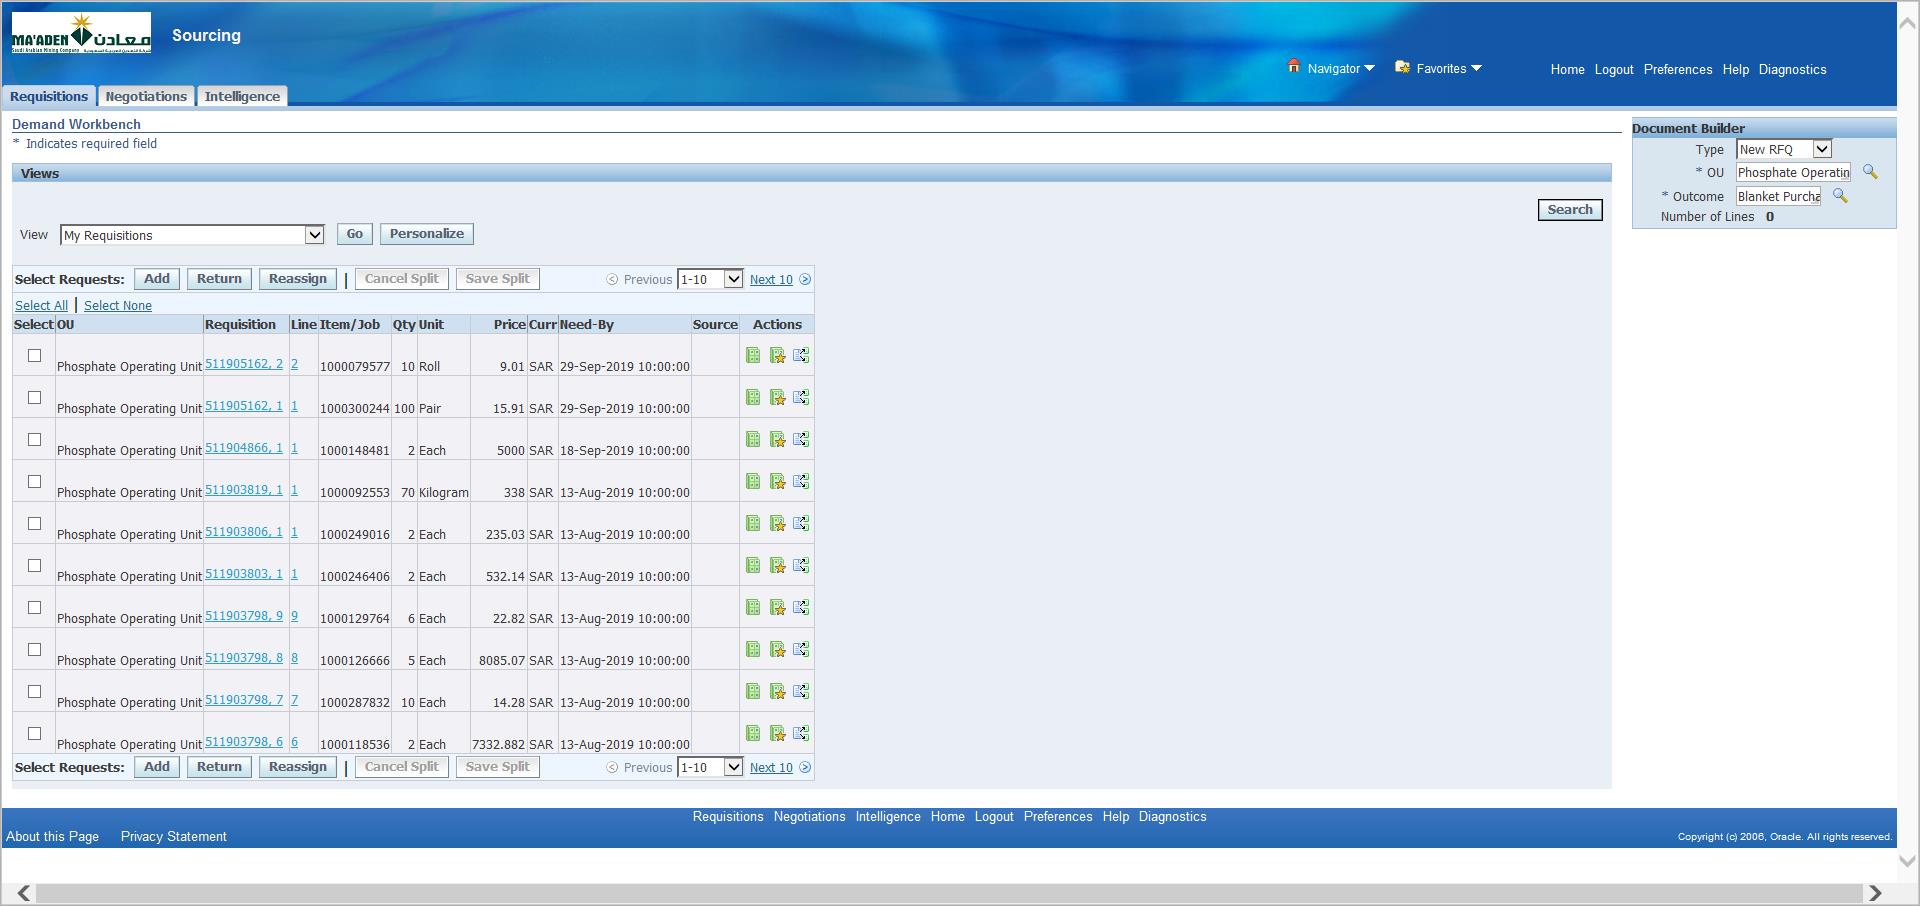 MA'ADEN معادن
Saudi Arabian Mining Company
Sourcing
Navigator Favorites Home Logout Preferences Help Diagnostics
Requisitions Negotiations Intelligence
Demand Workbench
* Indicates required field
Document Builder
Type New RFQ
* OU Phosphate Operatin
* Outcome Blanket Purcha
Number of Lines 0
Views
Search
View My Requisitions Go Personalize
Select Requests: Add Return Reassign | Cancel Split Save Split Previous 1-10 Next 10
Select All | Select None
Select OU Requisition Line Item/Job Qty Unit Price Curr Need-By Source Actions
Phosphate Operating Unit 511905162, 2 2 1000079577 10 Roll 9.01 SAR 29-Sep-2019 10:00:00
Phosphate Operating Unit 511905162, 1 1 1000300244 100 Pair 15.91 SAR 29-Sep-2019 10:00:00
Phosphate Operating Unit 511904866, 1 1 1000148481 2 Each 5000 SAR 18-Sep-2019 10:00:00
Phosphate Operating Unit 511903819, 1 1 1000092553 70 Kilogram 338 SAR 13-Aug-2019 10:00:00
Phosphate Operating Unit 511903806, 1 1 1000249016 2 Each 235.03 SAR 13-Aug-2019 10:00:00
Phosphate Operating Unit 511903803, 1 1 1000246406 2 Each 532.14 SAR 13-Aug-2019 10:00:00
Phosphate Operating Unit 511903798, 9 9 1000129764 6 Each 22.82 SAR 13-Aug-2019 10:00:00
Phosphate Operating Unit 511903798, 8 8 1000126666 5 Each 8085.07 SAR 13-Aug-2019 10:00:00
Phosphate Operating Unit 511903798, 7 7 1000287832 10 Each 14.28 SAR 13-Aug-2019 10:00:00
Phosphate Operating Unit 511903798, 6 6 1000118536 2 Each 7332.882 SAR 13-Aug-2019 10:00:00
Select Requests: Add Return Reassign | Cancel Split Save Split Previous 1-10 Next 10
Requisitions Negotiations Intelligence Home Logout Preferences Help Diagnostics
About this Page Privacy Statement
Copyright (c) 2006, Oracle. All rights reserved.